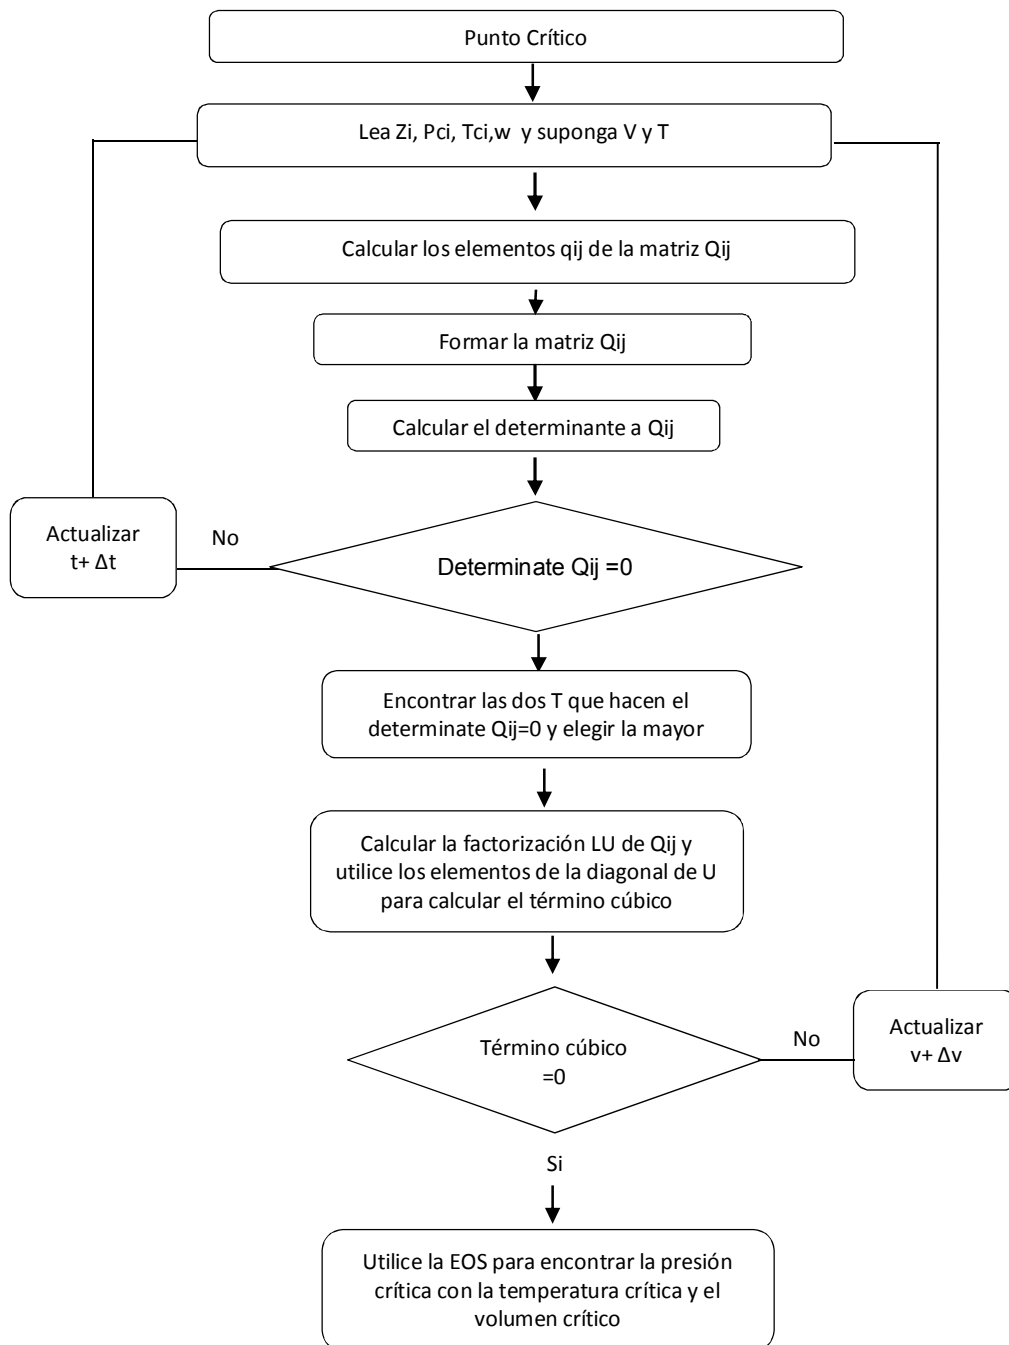 Punto Crítico
Lea Zi, Pci, Tci,w y suponga V y T
Calcular los elementos qij de la matriz Qij
Formar la matriz Qij
Calcular el determinante a Qij
Actualizar
t+ Δt
No
Determinate Qij =0
Encontrar las dos T que hacen el
determinate Qij=0 y elegir la mayor
Calcular la factorización LU de Qij y
utilice los elementos de la diagonal de U
para calcular el término cúbico
Término cúbico
=0
No
Actualizar
v+ Δv
Si
Utilice la EOS para encontrar la presión
crítica con la temperatura crítica y el
volumen crítico